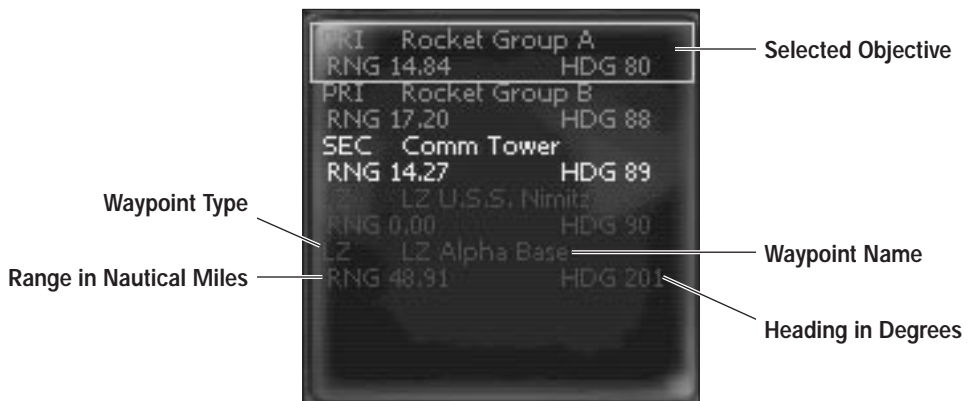 PRI Rocket Group A
RNG 14.84 HDG 80
PRI Rocket Group B
RNG 17.20 HDG 88
SEC Comm Tower
RNG 14.27 HDG 89
LZ LZ U.S.S. Nimitz
RNG 0.00 HDG 90
LZ LZ Alpha Base
RNG 48.91 HDG 201
Selected Objective
Waypoint Type
Range in Nautical Miles
Waypoint Name
Heading in Degrees